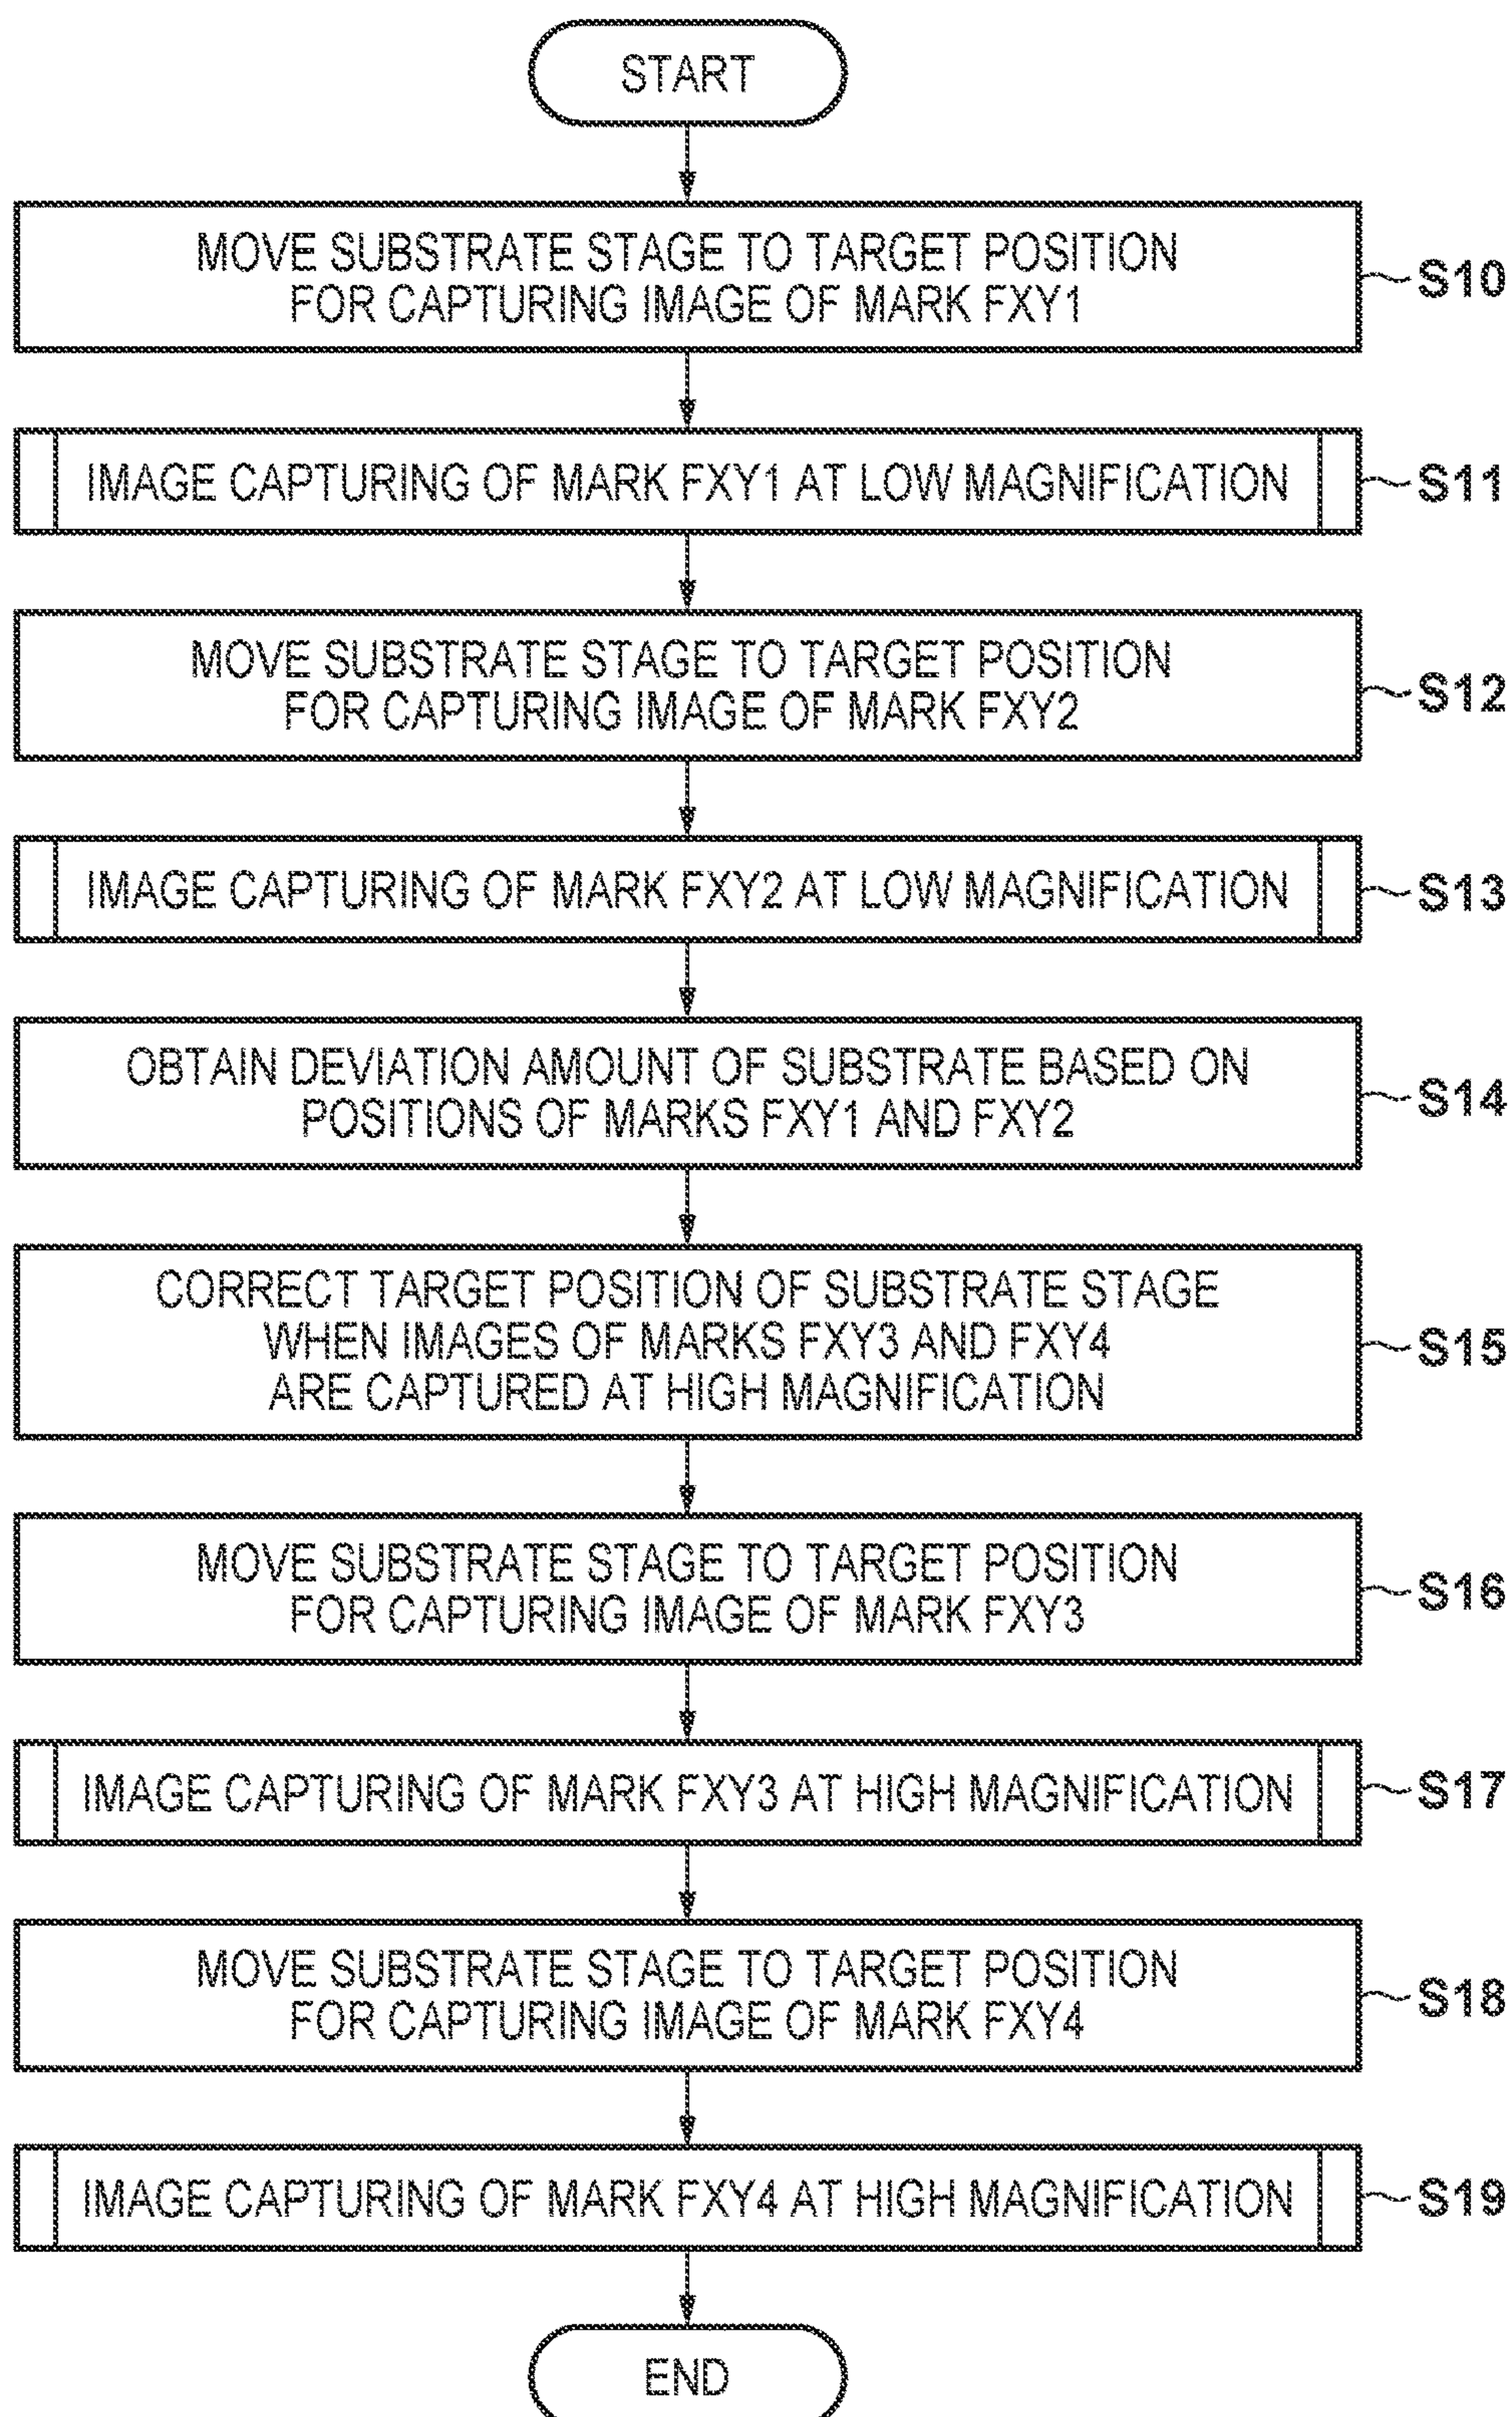 START
MOVE SUBSTRATE STAGE TO TARGET POSITION
FOR CAPTURING IMAGE OF MARK FXY1
S10
IMAGE CAPTURING OF MARK FXY1 AT LOW MAGNIFICATION
S11
MOVE SUBSTRATE STAGE TO TARGET POSITION
FOR CAPTURING IMAGE OF MARK FXY2
S12
IMAGE CAPTURING OF MARK FXY2 AT LOW MAGNIFICATION
S13
OBTAIN DEVIATION AMOUNT OF SUBSTRATE BASED ON
POSITIONS OF MARKS FXY1 AND FXY2
S14
CORRECT TARGET POSITION OF SUBSTRATE STAGE
WHEN IMAGES OF MARKS FXY3 AND FXY4
ARE CAPTURED AT HIGH MAGNIFICATION
S15
MOVE SUBSTRATE STAGE TO TARGET POSITION
FOR CAPTURING IMAGE OF MARK FXY3
S16
IMAGE CAPTURING OF MARK FXY3 AT HIGH MAGNIFICATION
S17
MOVE SUBSTRATE STAGE TO TARGET POSITION
FOR CAPTURING IMAGE OF MARK FXY4
S18
IMAGE CAPTURING OF MARK FXY4 AT HIGH MAGNIFICATION
S19
END